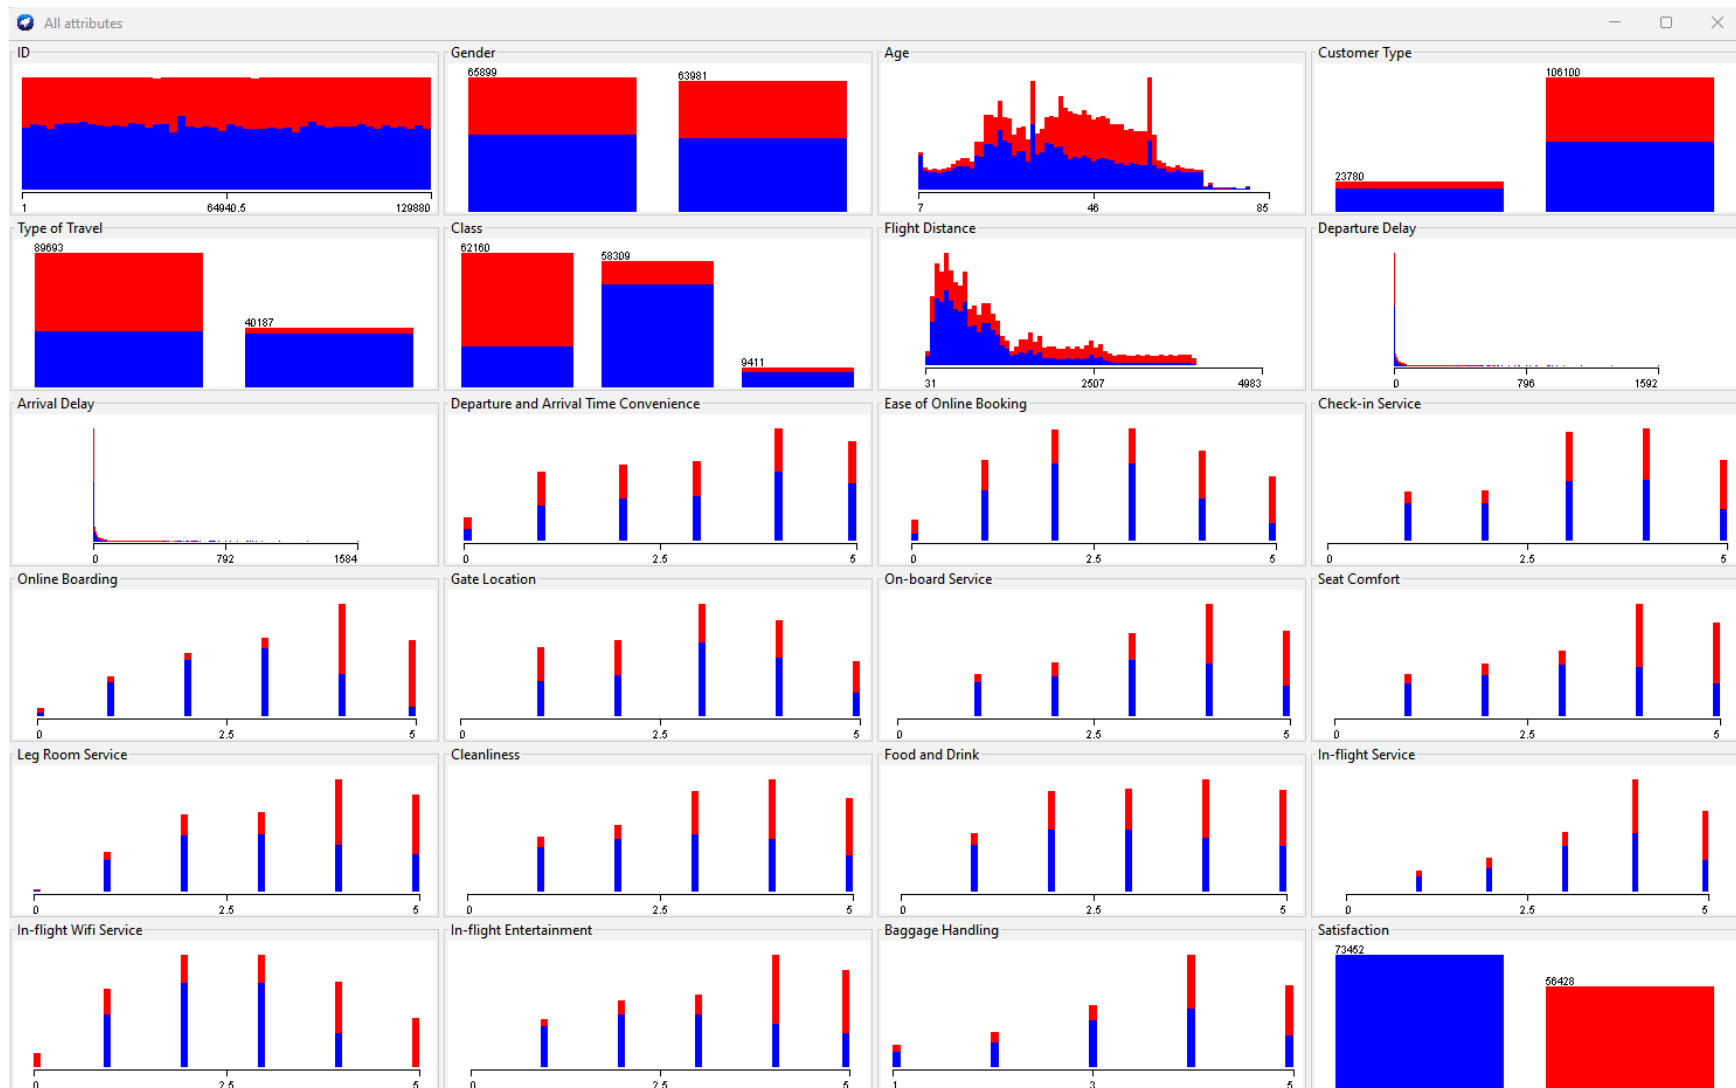 All attributes
ID
1 64940.5 129880
Gender
65899 63981
Age
7 46 85
Customer Type
23780 106100
Type of Travel
89693 40187
Class
62160 58309 9411
Flight Distance
31 2507 4983
Departure Delay
0 796 1592
Arrival Delay
0 792 1584
Departure and Arrival Time Convenience
0 2.5 5
Ease of Online Booking
0 2.5 5
Check-in Service
0 2.5 5
Online Boarding
0 2.5 5
Gate Location
0 2.5 5
On-board Service
0 2.5 5
Seat Comfort
0 2.5 5
Leg Room Service
0 2.5 5
Cleanliness
0 2.5 5
Food and Drink
0 2.5 5
In-flight Service
0 2.5 5
In-flight Wifi Service
0 2.5 5
In-flight Entertainment
0 2.5 5
Baggage Handling
1 3 5
Satisfaction
73452 56428